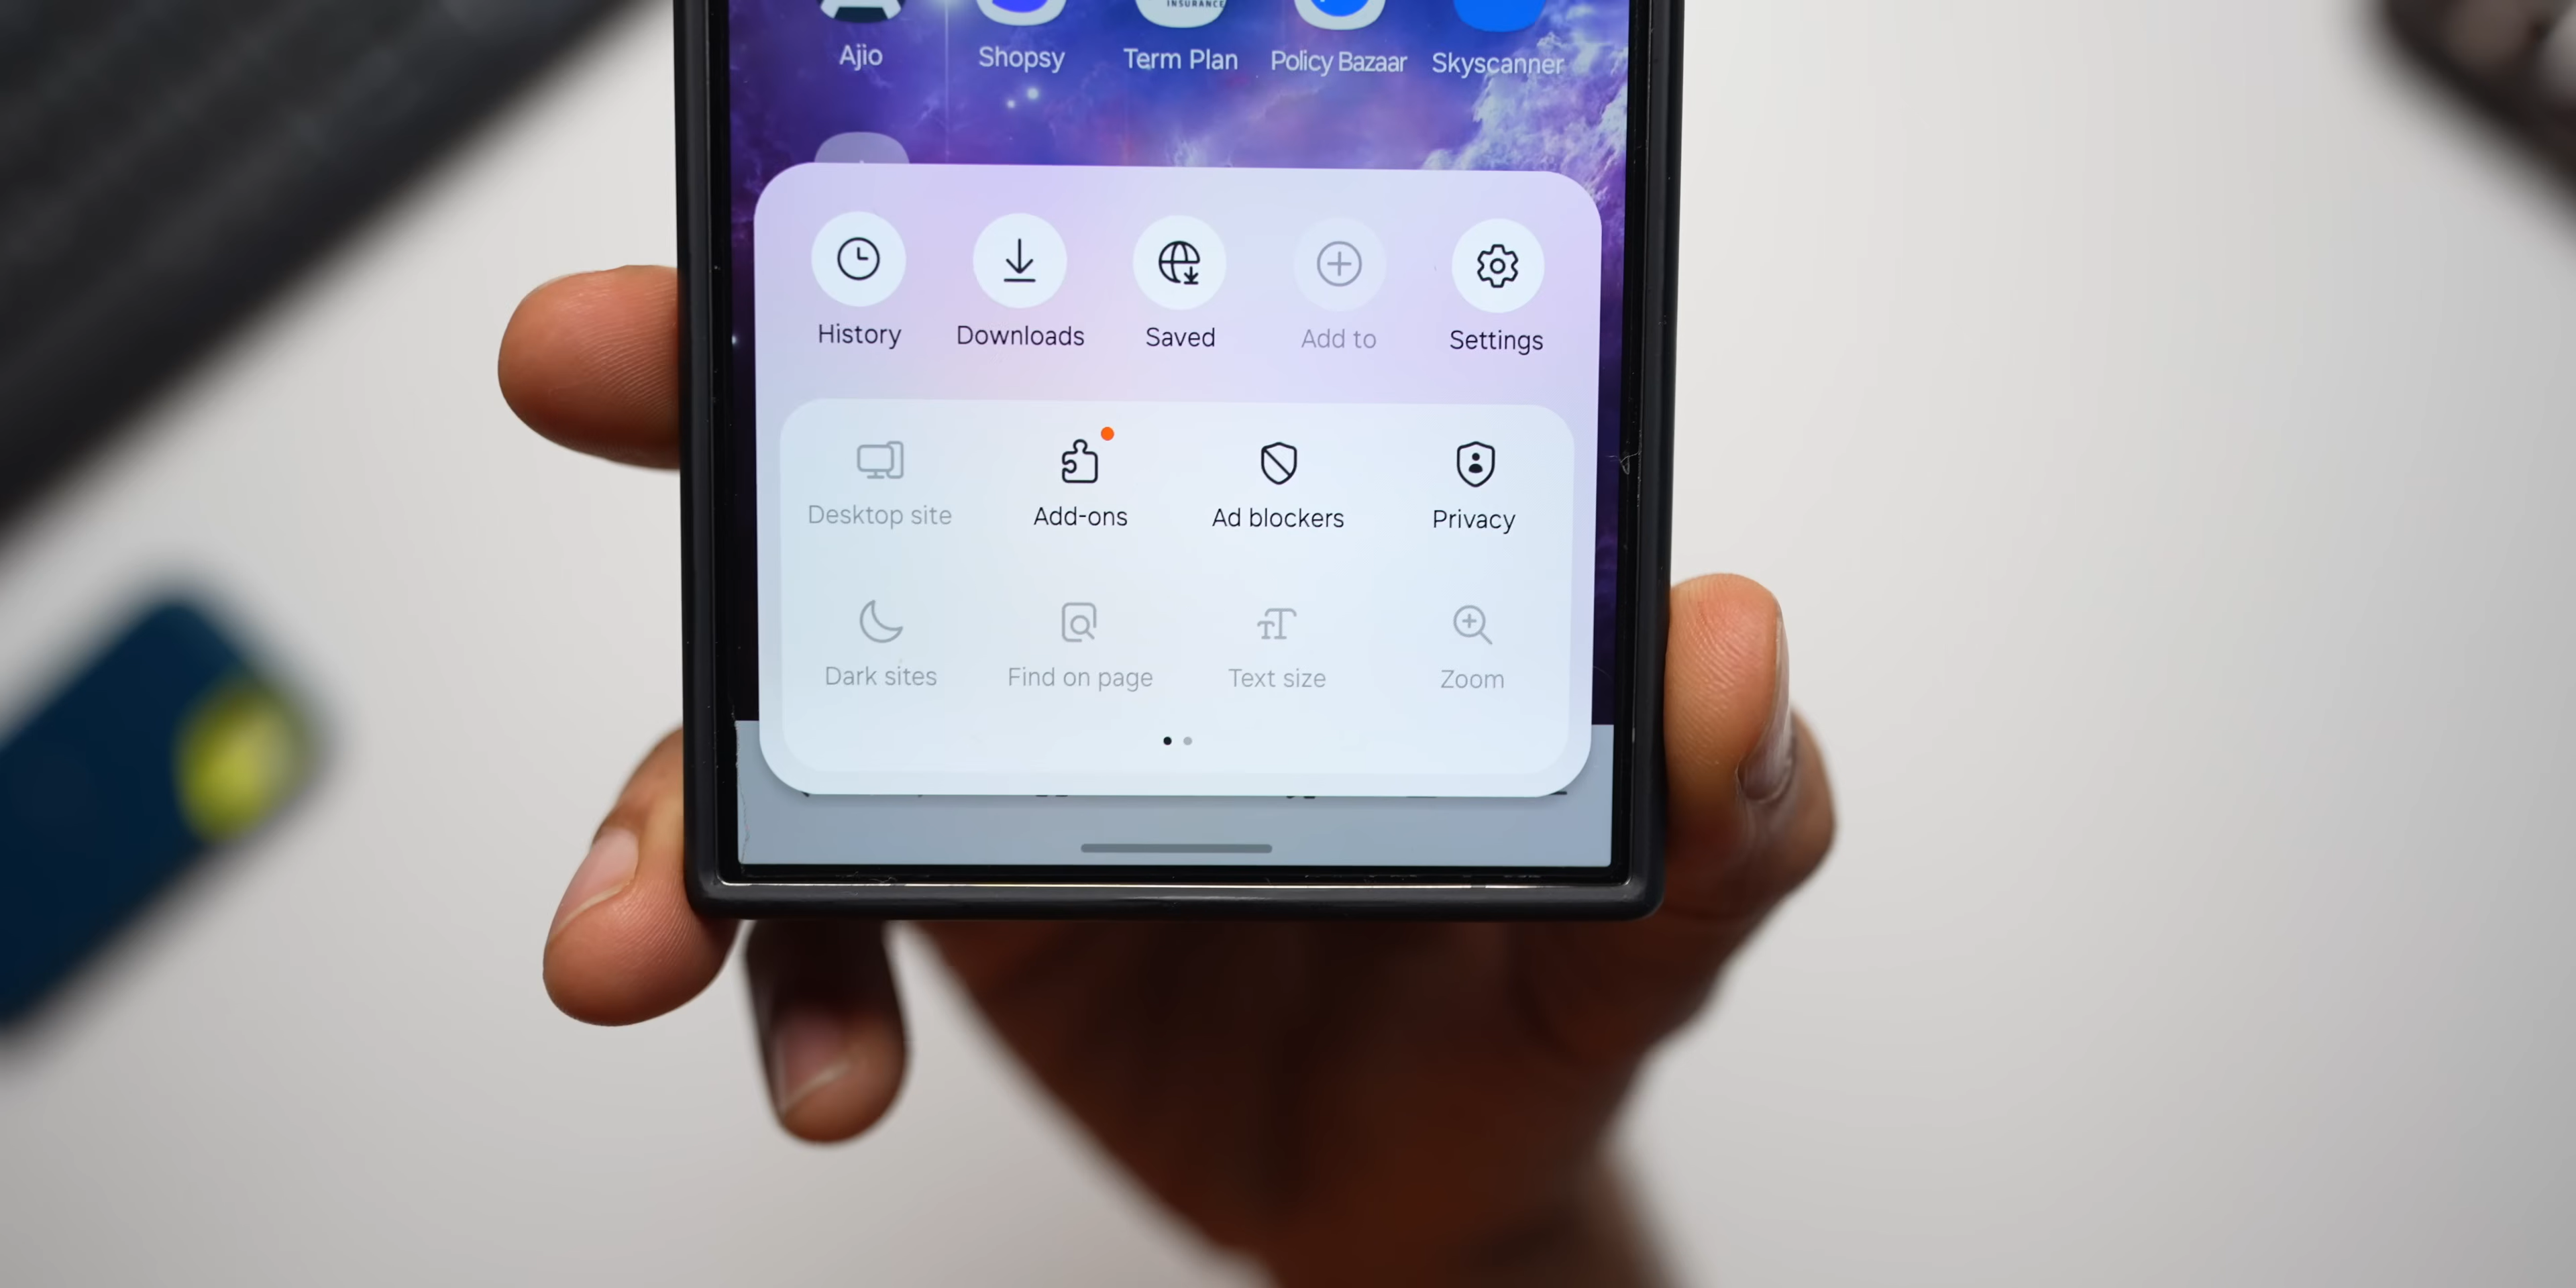 INSURANCE
Ajio
Shopsy
Term Plan
Policy Bazaar
Skyscanner
History
Downloads
Saved
Add to
Settings
Desktop site
Add-ons
Ad blockers
Privacy
Dark sites
Find on page
Text size
Zoom